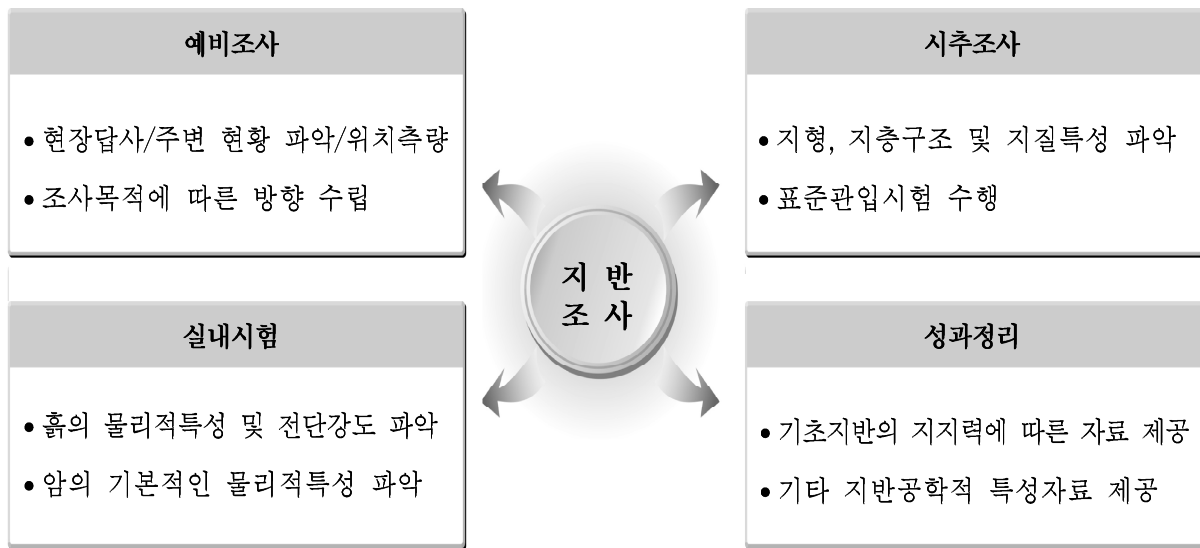 예비조사
• 현장답사/주변 현황 파악/위치측량
• 조사목적에 따른 방향 수립
시추조사
• 지형, 지층구조 및 지질특성 파악
• 표준관입시험 수행
지 반
조 사
실내시험
• 흙의 물리적특성 및 전단강도 파악
• 암의 기본적인 물리적특성 파악
성과정리
• 기초지반의 지지력에 따른 자료 제공
• 기타 지반공학적 특성자료 제공